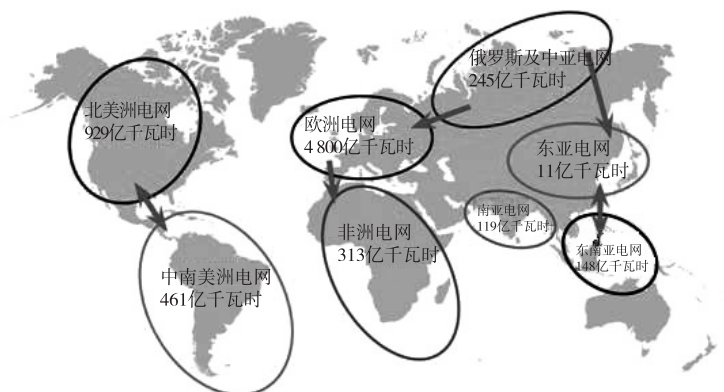 北美洲电网
929亿千瓦时
欧洲电网
4 800亿千瓦时
俄罗斯及中亚电网
245亿千瓦时
东亚电网
11亿千瓦时
南亚电网
119亿千瓦时
东南亚电网
148亿千瓦时
非洲电网
313亿千瓦时
中南美洲电网
461亿千瓦时